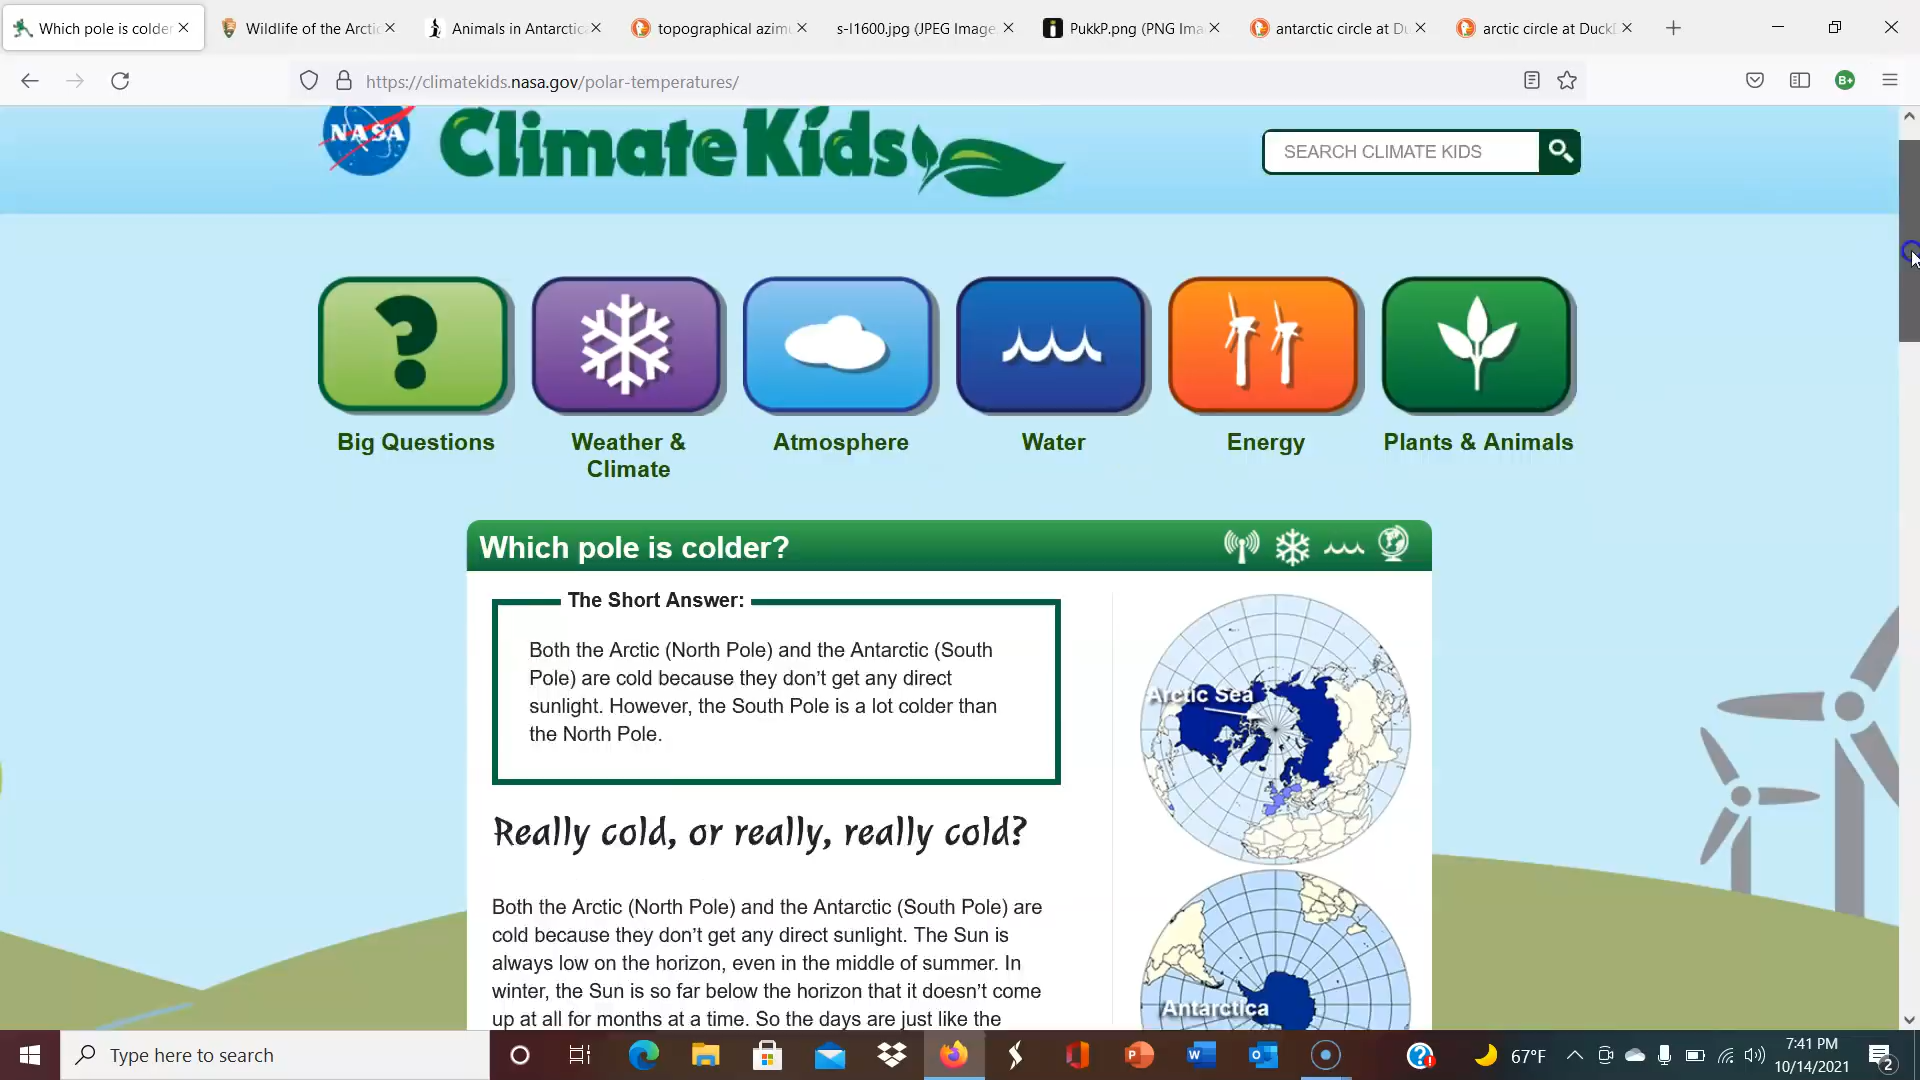 Which pole is colder
Wildlife of the Arctic
Animals in Antarctica
topographical azimu
s-l1600.jpg (JPEG Image
PukkP.png (PNG Ima
antarctic circle at Du
arctic circle at Duckl
https://climatekids.nasa.gov/polar-temperatures/
B+
NASA
ClimateKids
SEARCH CLIMATE KIDS
?
Big Questions
Weather &
Climate
Atmosphere
Water
Energy
Plants & Animals
Which pole is colder?
The Short Answer:
Both the Arctic (North Pole) and the Antarctic (South
Pole) are cold because they don’t get any direct
sunlight. However, the South Pole is a lot colder than
the North Pole.
Arctic Sea
Really cold, or really, really cold?
Both the Arctic (North Pole) and the Antarctic (South Pole) are
cold because they don’t get any direct sunlight. The Sun is
always low on the horizon, even in the middle of summer. In
winter, the Sun is so far below the horizon that it doesn’t come
up at all for months at a time. So the days are just like the
Antarctica
Type here to search
67°F
7:41 PM
10/14/2021
2